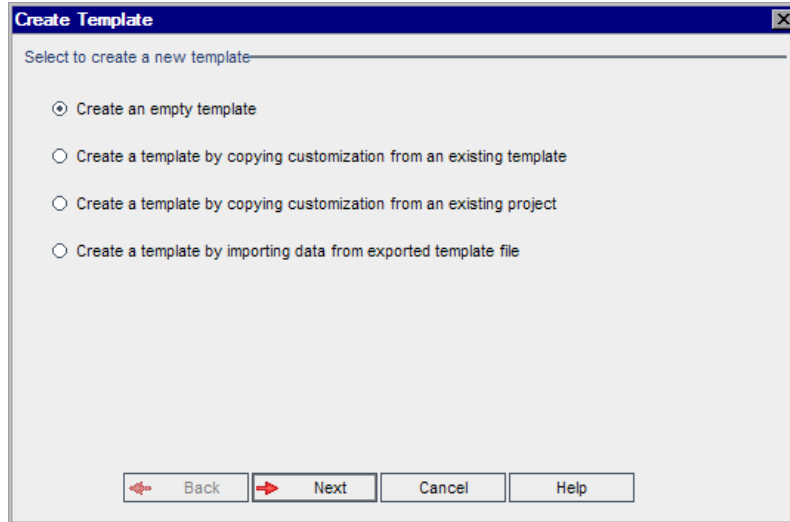 Create Template
Select to create a new template
Create an empty template
Create a template by copying customization from an existing template
Create a template by copying customization from an existing project
Create a template by importing data from exported template file
Back Next Cancel Help